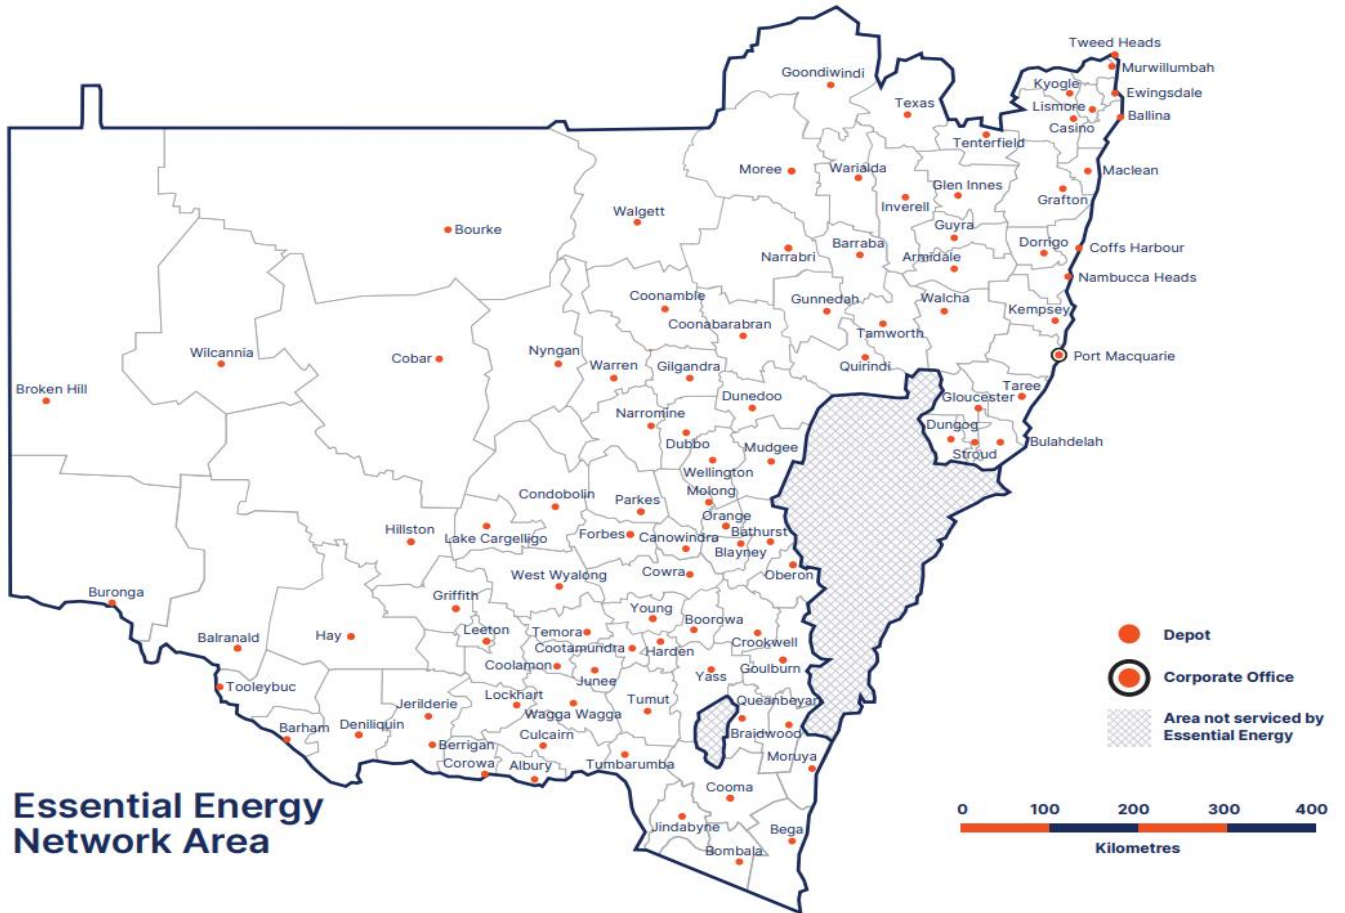 Tweed Heads
Murwillumbah
Goondiwindi
Kyogle
Ewingsdale
Texas
Lismore
Ballina
Casino
Tenterfield
Moree
Warialda
Maclean
Glen Innes
Grafton
Inverell
Walgett
Guyra
Bourke
Dorrigo
Coffs Harbour
Barraba
Narrabri
Armidale
Nambucca Heads
Coonamble
Gunnedah
Walcha
Kempsey
Coonabarabran
Tamworth
Wilcannia
Cobar
Nyngan
Port Macquarie
Warren
Gilgandra
Quirindi
Broken Hill
Taree
Dunedoo
Gloucester
Narromine
Dungog
Dubbo
Mudgee
Bulahdelah
Stroud
Wellington
Condobolin
Parkes
Molong
Orange
Hillston
Lake Cargelligo
Forbes
Canowindra
Bathurst
Blayney
West Wyalong
Cowra
Oberon
Buronga
Griffith
Young
Boorowa
Balranald
Hay
Leeton
Temora
Crookwell
Cootamundra
Harden
Coolamon
Goulburn
Junee
Yass
Tooleybuc
Lockhart
Tumut
Queanbeyan
Jerilderie
Wagga Wagga
Barham
Deniliquin
Culcairn
Braidwood
Berrigan
Moruya
Corowa
Albury
Tumbarumba
Cooma
Jindabyne
Bega
Bombala
Depot
Corporate Office
Area not serviced by
Essential Energy
0 100 200 300 400
Kilometres
Essential Energy
Network Area